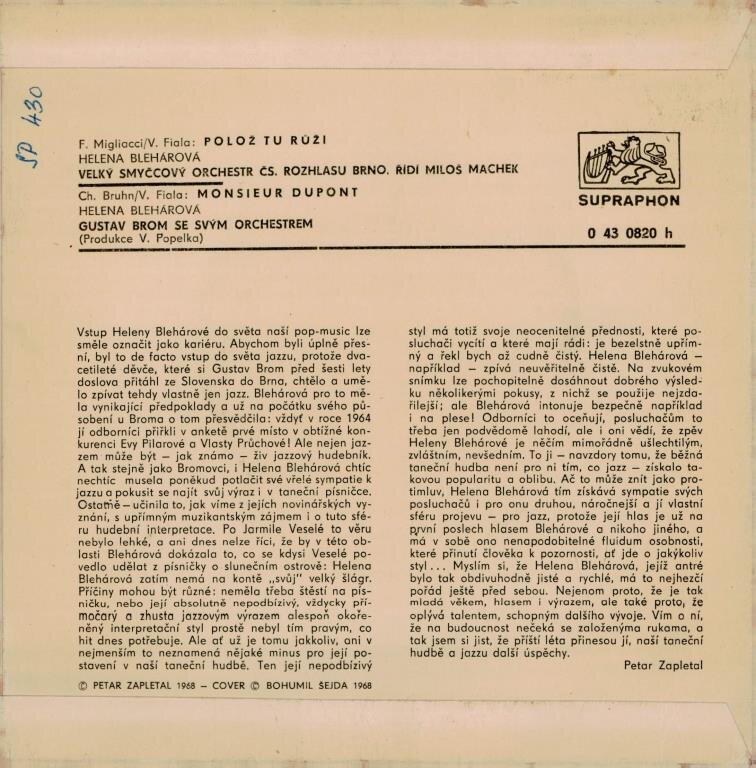 SP 430
F. Migliacci/V. Fiala: POLOŽ TU RŮŽI
HELENA BLEHÁROVÁ
VELKÝ SMYČCOVÝ ORCHESTR ČS. ROZHLASU BRNO. ŘÍDÍ MILOŠ MACHEK
Ch. Bruhn/V. Fiala: MONSIEUR DUPONT
HELENA BLEHÁROVÁ
GUSTAV BROM SE SVÝM ORCHESTREM
(Produkce V. Popelka)
SUPRAPHON
0 43 0820 h
Vstup Heleny Blehárové do světa naší pop-music lze
směle označit jako kariéru. Abychom byli úplně přes-
ní, byl to de facto vstup do světa jazzu, protože dva-
cetileté děvče, které si Gustav Brom před šesti lety
doslova přitáhl ze Slovenska do Brna, chtělo a umě-
lo zpívat tehdy vlastně jen jazz. Blehárová pro to mě-
la vynikající předpoklady a už na počátku svého pů-
sobení u Broma o tom přesvědčila: vždyť v roce 1964
jí odborníci přiřkli v anketě prvé místo v obtížné kon-
kurenci Evy Pilarové a Vlasty Průchové! Ale nejen jaz-
zem může být – jak známo – živ jazzový hudebník.
A tak stejně jako Bromovci, i Helena Blehárová chtíc
nechtíc musela poněkud potlačit své vřelé sympatie k
jazzu a pokusit se najít svůj výraz i v taneční písničce.
Ostatně – učinila to, jak víme z jejích novinářských vy-
znání, s upřímným muzikantským zájmem i o tuto sfé-
ru hudební interpretace. Po Jarmile Veselé to věru
nebylo lehké, a ani dnes nelze říci, že by v této ob-
lasti Blehárová dokázala to, co se kdysi Veselé po-
vedlo udělat z písničky o slunečním ostrově: Helena
Blehárová zatím nemá na kontě „svůj" velký šlágr.
Příčiny mohou být různé: neměla třeba štěstí na pís-
ničku, nebo její absolutně nepodbízivý, vždycky pří-
močarý a zhusta jazzovým výrazem alespoň okoře-
něný interpretační styl prostě nebyl tím pravým, co
hit dnes potřebuje. Ale ať už je tomu jakkoliv, ani v
nejmenším to neznamená nějaké minus pro její po-
stavení v naší taneční hudbě. Ten její nepodbízivý
styl má totiž svoje neocenitelné přednosti, které po-
sluchači vycítí a které mají rádi: je bezelstně upřím-
ný a řekl bych až cudně čistý. Helena Blehárová –
například – zpívá neuvěřitelně čistě. Na zvukovém
snímku lze pochopitelně dosáhnout dobrého výsled-
ku několikerými pokusy, z nichž se použije nejzda-
řilejší; ale Blehárová intonuje bezpečně například
i na plese! Odborníci to oceňují, posluchačům to
třeba jen podvědomě lahodí, ale i oni vědí, že zpěv
Heleny Blehárové je něčím mimořádně ušlechtilým,
zvláštním, nevšedním. To jí – navzdory tomu, že běžná
taneční hudba není pro ni tím, co jazz – získalo ta-
kovou popularitu a oblibu. Ač to může znít jako pro-
timluv, Helena Blehárová tím získává sympatie svých
posluchačů i pro onu druhou, náročnější a jí vlastní
sféru projevu – pro jazz, protože její hlas je už na
první poslech hlasem Blehárové a nikoho jiného, a
má v sobě ono nenapodobitelné fluidum osobnosti,
které přinutí člověka k pozornosti, ať jde o jakýkoliv
styl... Myslím si, že Helena Blehárová, jejíž antré
bylo tak obdivuhodně jisté a rychlé, má to nejhezčí
pořád ještě před sebou. Nejenom proto, že je tak
mladá věkem, hlasem i výrazem, ale také proto, že
oplývá talentem, schopným dalšího vývoje. Vím o ní,
že na budoucnost nečeká se založenýma rukama, a
tak jsem si jist, že příští léta přinesou jí, naší taneční
hudbě a jazzu další úspěchy.
Petar Zapletal
© PETAR ZAPLETAL 1968 – COVER © BOHUMIL ŠEJDA 1968